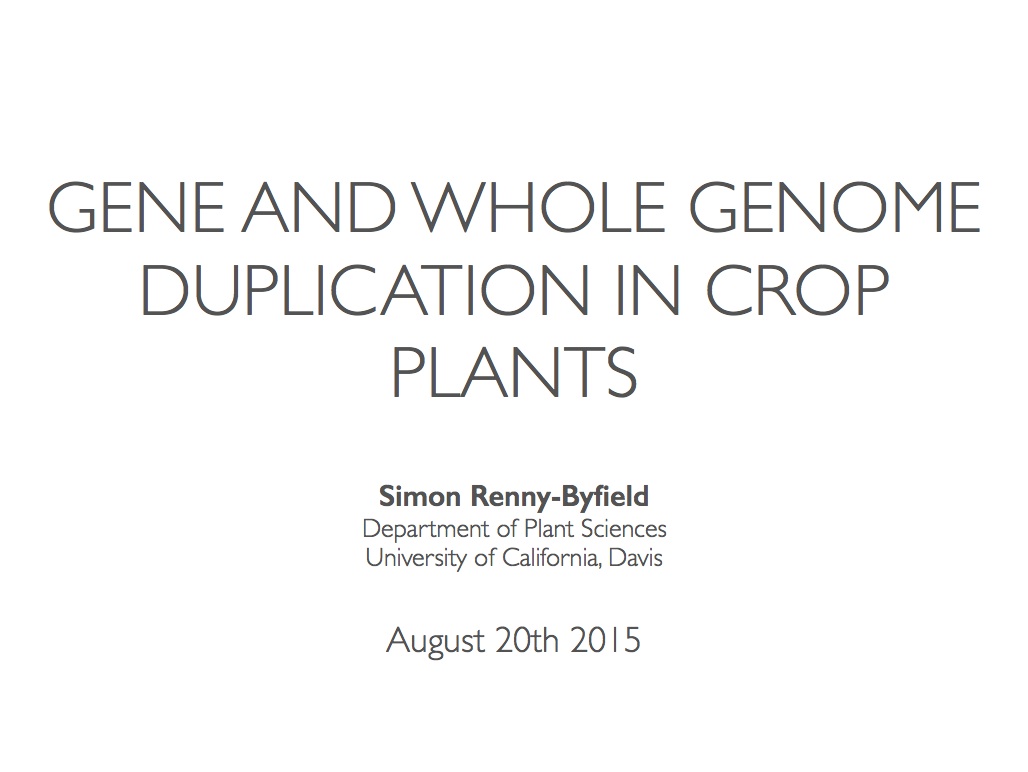 GENE AND WHOLE GENOME
DUPLICATION IN CROP
PLANTS
Simon Renny-Byfield
Department of Plant Sciences
University of California, Davis
August 20th 2015